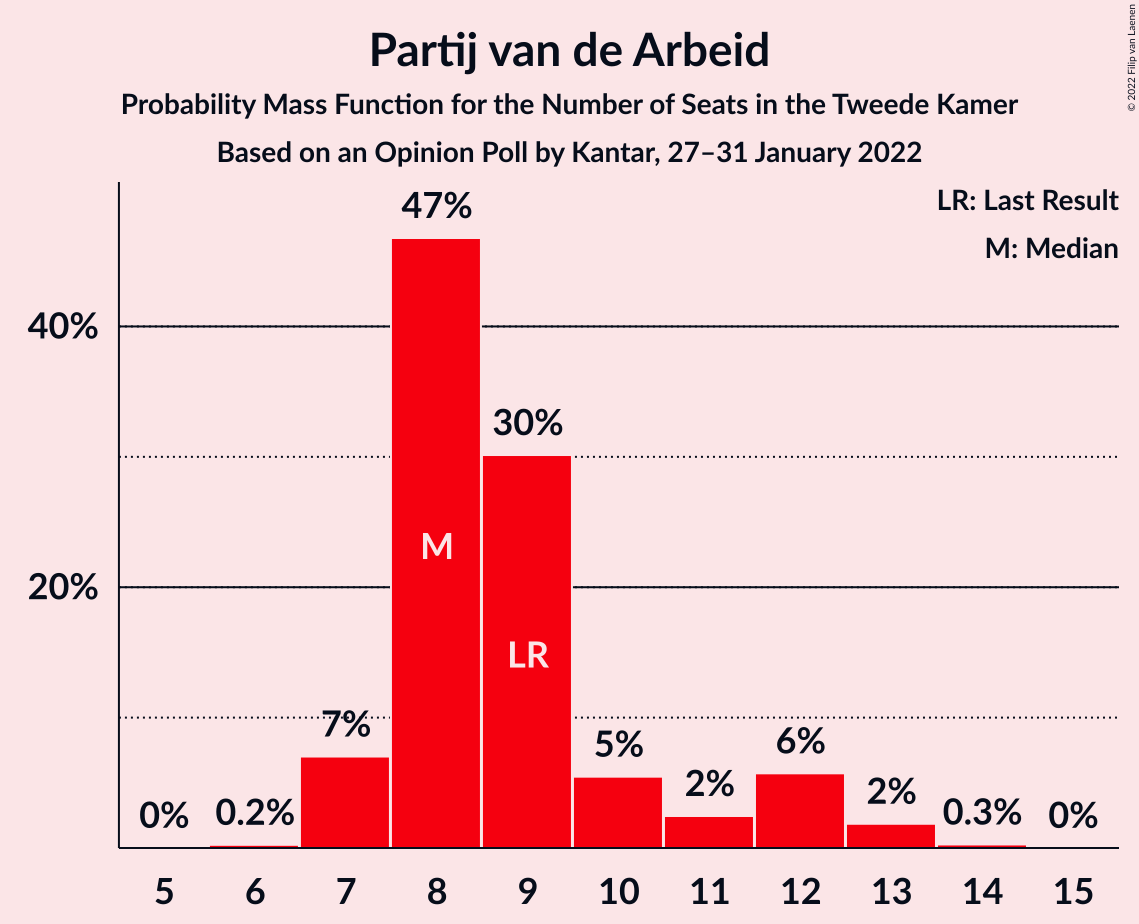 Partij van de Arbeid
Probability Mass Function for the Number of Seats in the Tweede Kamer
Based on an Opinion Poll by Kantar, 27–31 January 2022
© 2022 Filip van Laenen
LR: Last Result
M: Median
40%
20%
0%
0.2%
7%
47%
30%
5%
2%
6%
2%
0.3%
0%
M
LR
5 6 7 8 9 10 11 12 13 14 15